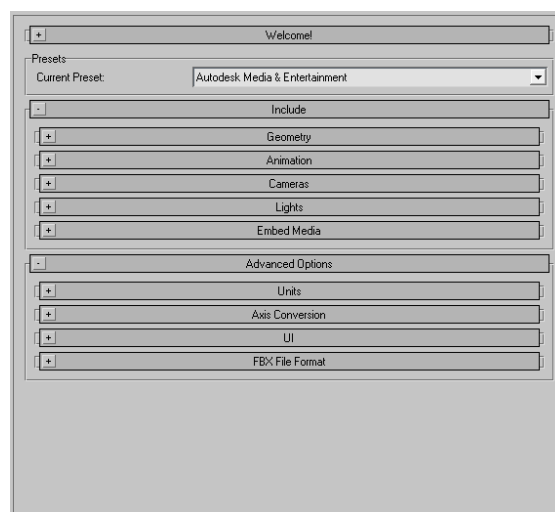 + Welcome!
Presets
Current Preset: Autodesk Media & Entertainment
- Include
+ Geometry
+ Animation
+ Cameras
+ Lights
+ Embed Media
- Advanced Options
+ Units
+ Axis Conversion
+ UI
+ FBX File Format